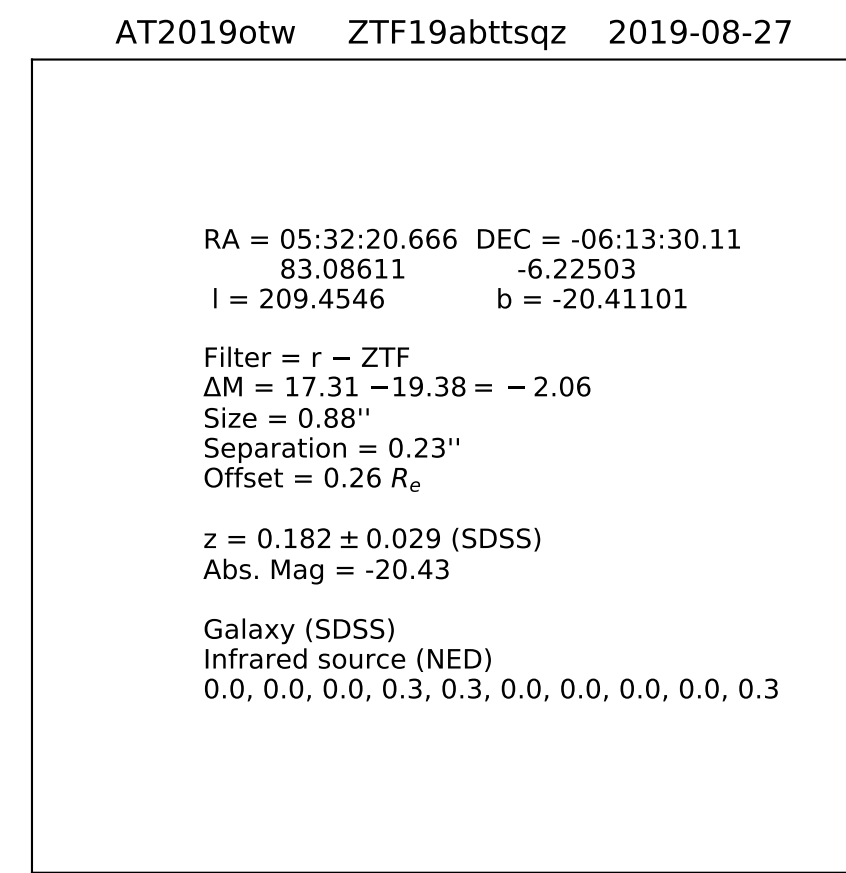 AT2019otw ZTF19abttsqz 2019-08-27
RA = 05:32:20.666 DEC = -06:13:30.11
83.08611 -6.22503
l = 209.4546 b = -20.41101
Filter = r − ZTF
ΔM = 17.31 −19.38 = − 2.06
Size = 0.88''
Separation = 0.23''
Offset = 0.26 Rₑ
z = 0.182 ± 0.029 (SDSS)
Abs. Mag = -20.43
Galaxy (SDSS)
Infrared source (NED)
0.0, 0.0, 0.0, 0.3, 0.3, 0.0, 0.0, 0.0, 0.0, 0.3